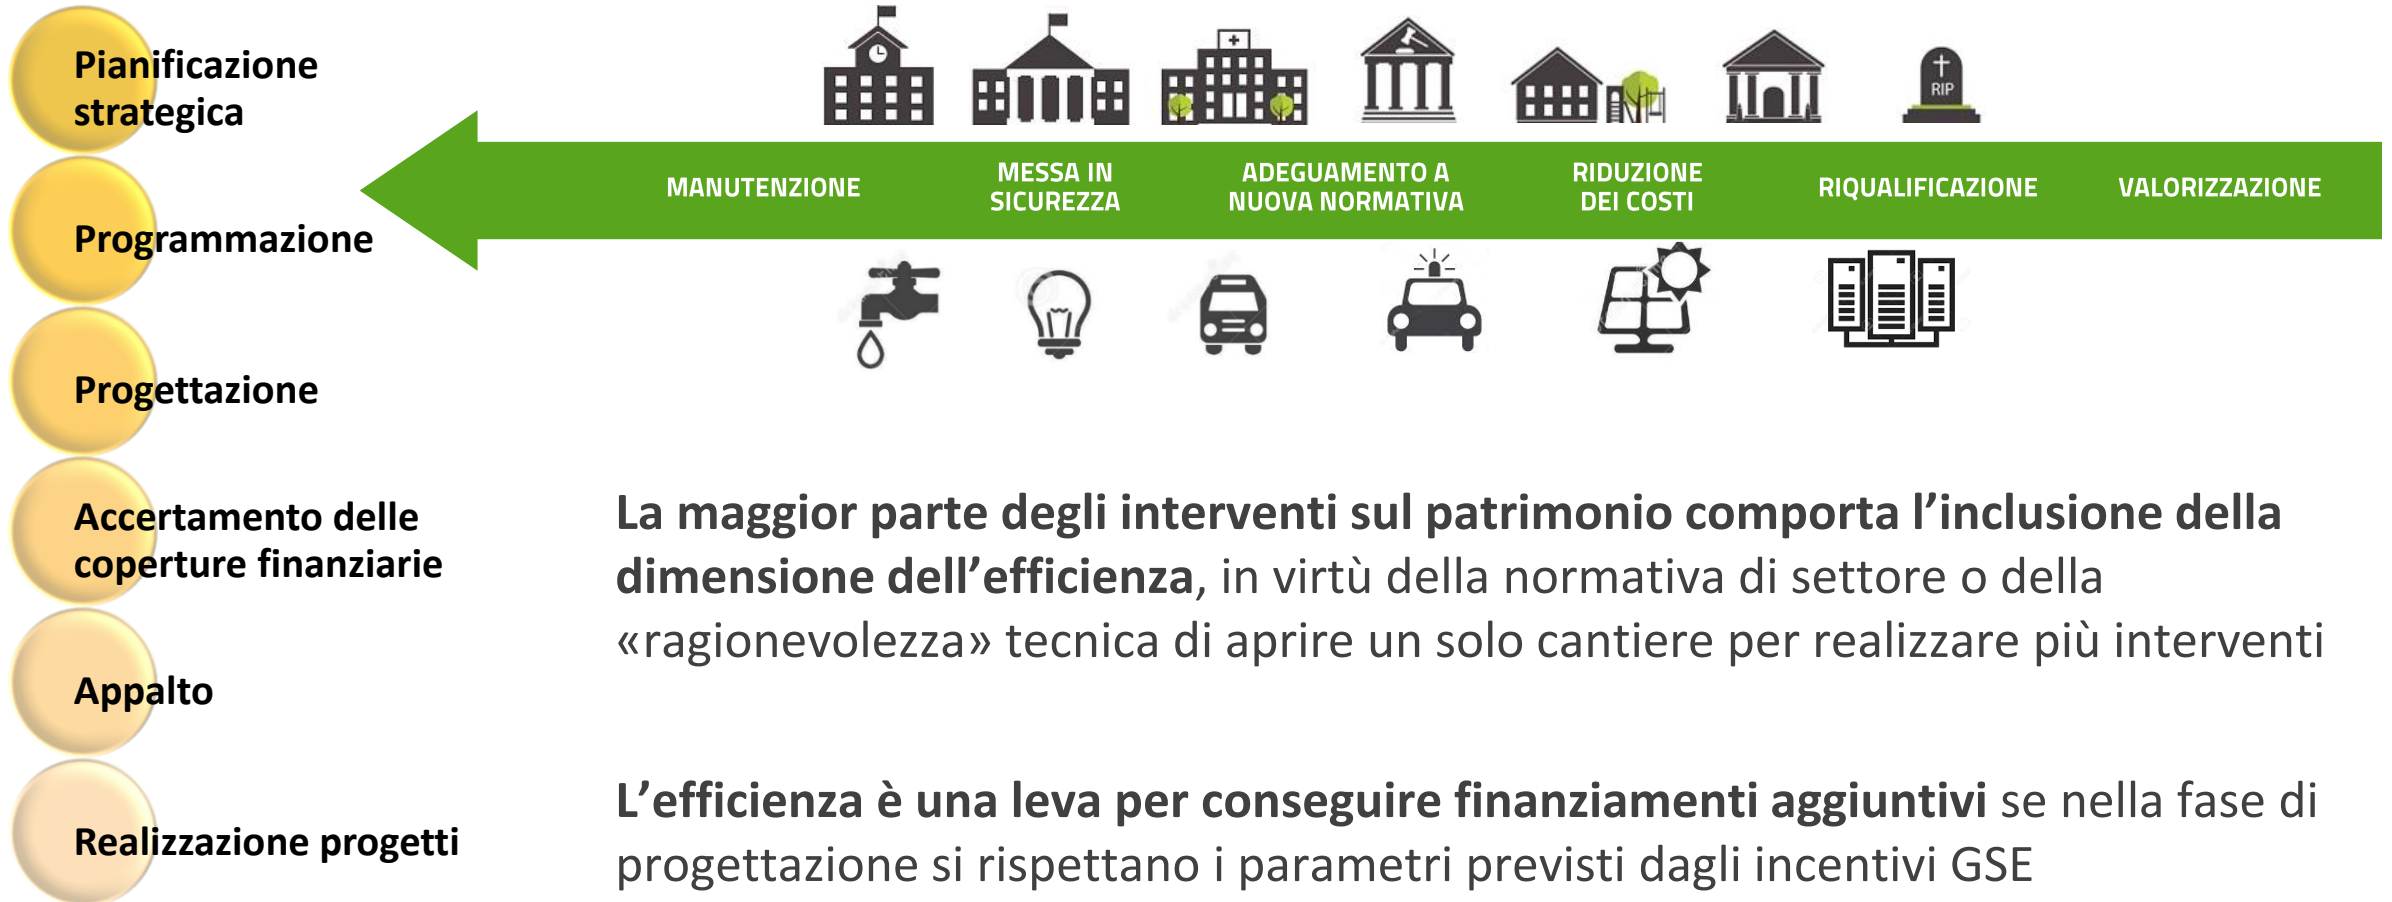 Pianificazione
strategica
Programmazione
Progettazione
Accertamento delle
coperture finanziarie
Appalto
Realizzazione progetti
RIP
MANUTENZIONE
MESSA IN
SICUREZZA
ADEGUAMENTO A
NUOVA NORMATIVA
RIDUZIONE
DEI COSTI
RIQUALIFICAZIONE
VALORIZZAZIONE
La maggior parte degli interventi sul patrimonio comporta l’inclusione della
dimensione dell’efficienza, in virtù della normativa di settore o della
«ragionevolezza» tecnica di aprire un solo cantiere per realizzare più interventi
L’efficienza è una leva per conseguire finanziamenti aggiuntivi se nella fase di
progettazione si rispettano i parametri previsti dagli incentivi GSE